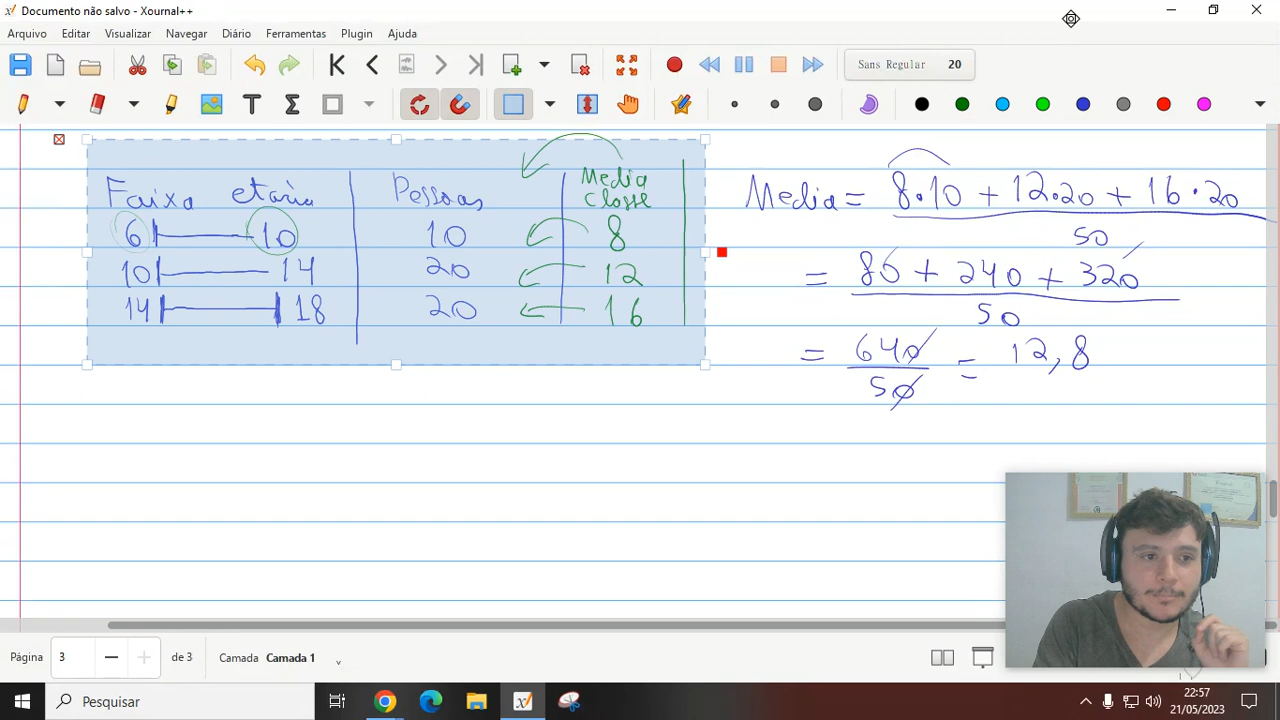 Documento não salvo - Xournal++
Arquivo Editar Visualizar Navegar Diário Ferramentas Plugin Ajuda
Sans Regular 20
Faixa etaria Pessoas Media classe
6 10 10 8
10 14 20 12
14 18 20 16
Media = 8.10 + 12.20 + 16.20
50
= 80 + 240 + 320
50
= 640 = 12,8
50
Página 3 de 3 Camada Camada 1
Pesquisar
22:57
21/05/2023